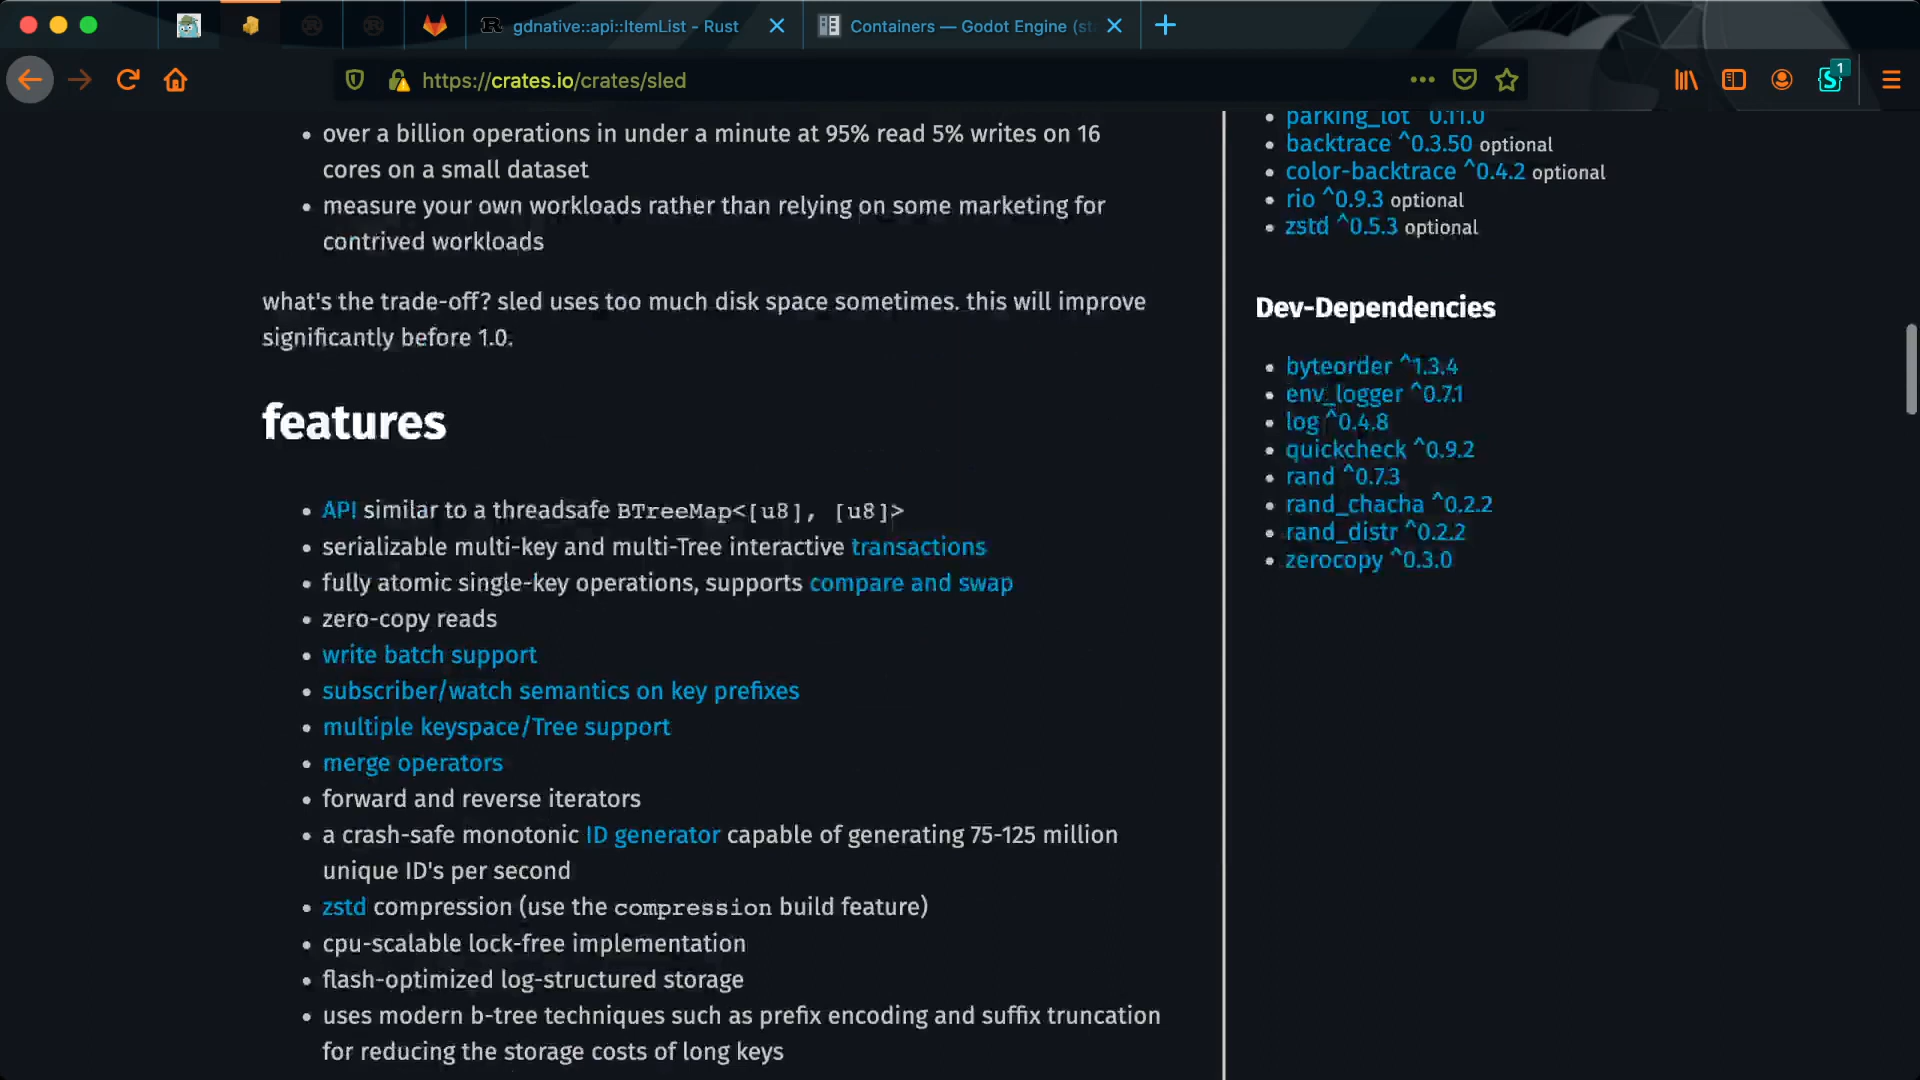 gdnative::api::ItemList - Rust
Containers — Godot Engine (st
https://crates.io/crates/sled
1
over a billion operations in under a minute at 95% read 5% writes on 16
cores on a small dataset
measure your own workloads rather than relying on some marketing for
contrived workloads
what's the trade-off? sled uses too much disk space sometimes. this will improve
significantly before 1.0.
features
API similar to a threadsafe BTreeMap<[u8], [u8]>
serializable multi-key and multi-Tree interactive transactions
fully atomic single-key operations, supports compare and swap
zero-copy reads
write batch support
subscriber/watch semantics on key prefixes
multiple keyspace/Tree support
merge operators
forward and reverse iterators
a crash-safe monotonic ID generator capable of generating 75-125 million
unique ID's per second
zstd compression (use the compression build feature)
cpu-scalable lock-free implementation
flash-optimized log-structured storage
uses modern b-tree techniques such as prefix encoding and suffix truncation
for reducing the storage costs of long keys
parking_lot ^0.11.0
backtrace ^0.3.50 optional
color-backtrace ^0.4.2 optional
rio ^0.9.3 optional
zstd ^0.5.3 optional
Dev-Dependencies
byteorder ^1.3.4
env_logger ^0.7.1
log ^0.4.8
quickcheck ^0.9.2
rand ^0.7.3
rand_chacha ^0.2.2
rand_distr ^0.2.2
zerocopy ^0.3.0